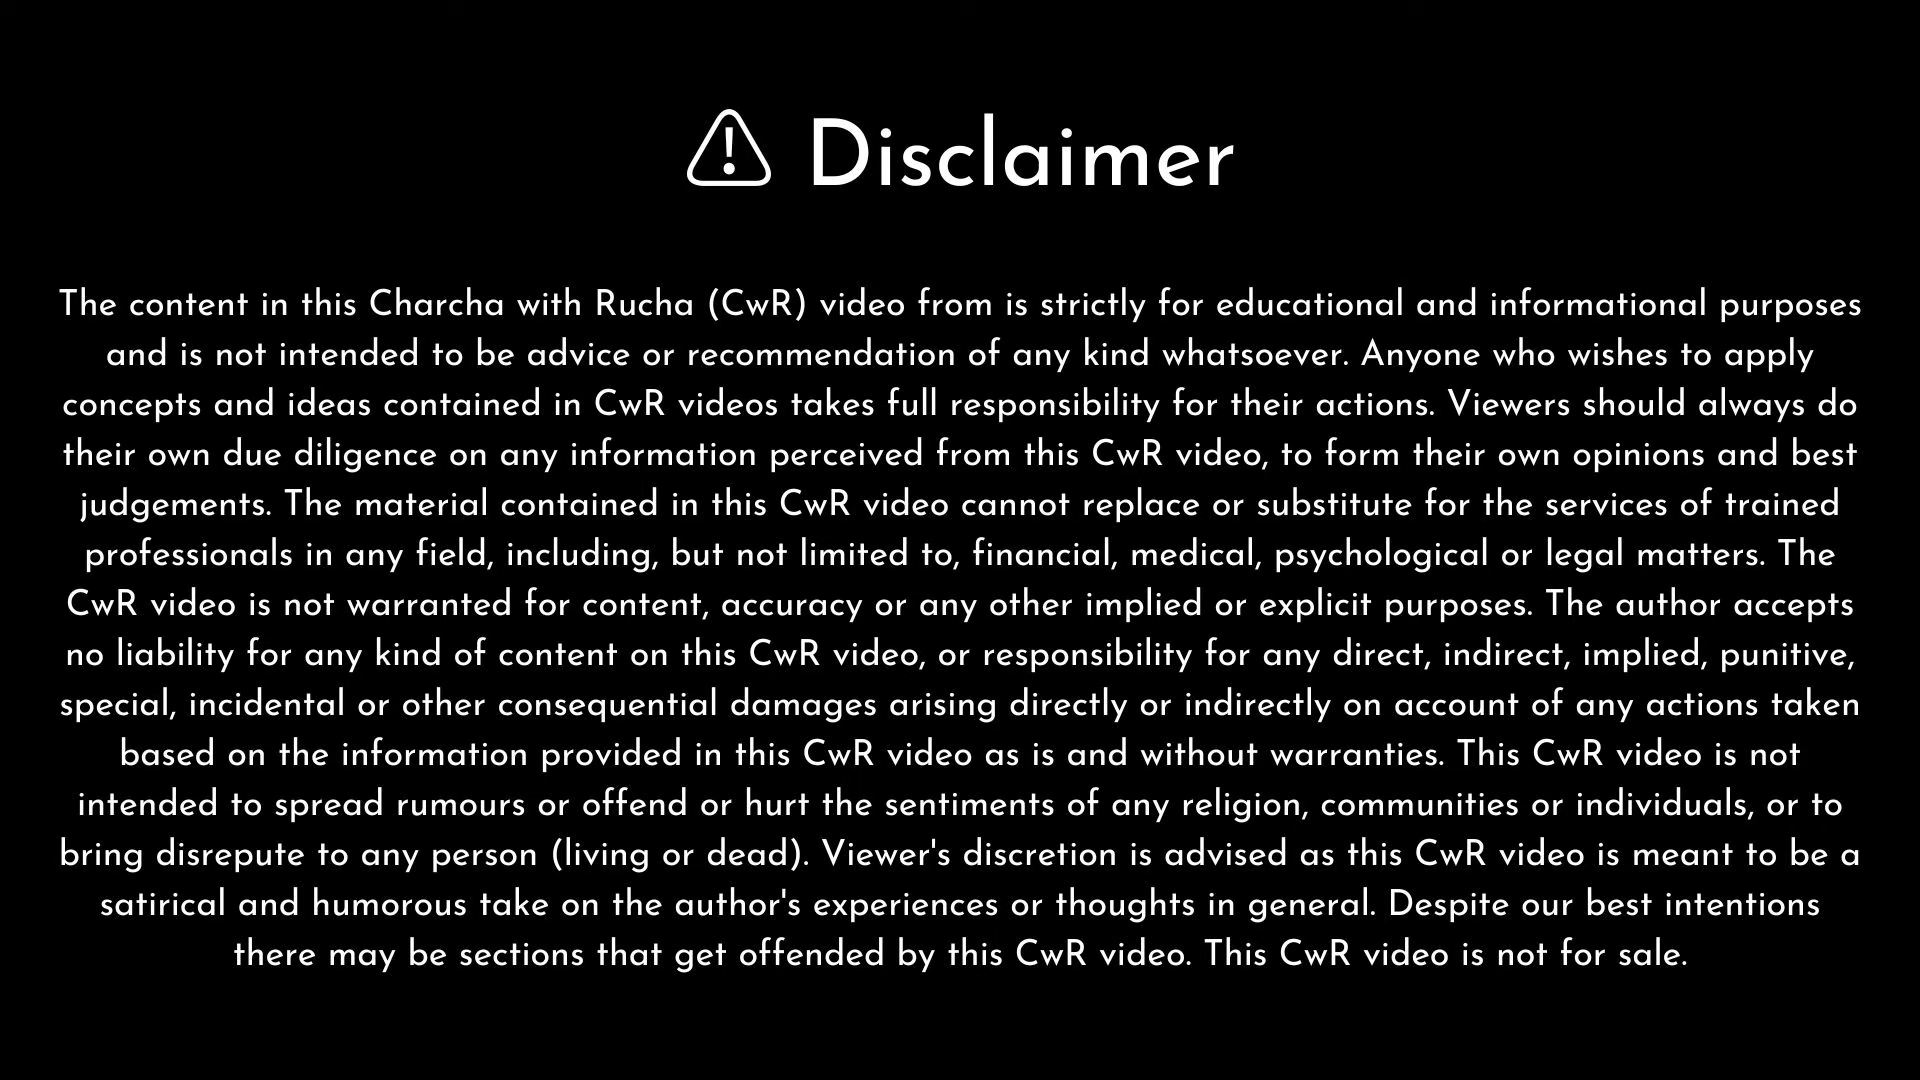 Disclaimer
The content in this Charcha with Rucha (CwR) video from is strictly for educational and informational purposes
and is not intended to be advice or recommendation of any kind whatsoever. Anyone who wishes to apply
concepts and ideas contained in CwR videos takes full responsibility for their actions. Viewers should always do
their own due diligence on any information perceived from this CwR video, to form their own opinions and best
judgements. The material contained in this CwR video cannot replace or substitute for the services of trained
professionals in any field, including, but not limited to, financial, medical, psychological or legal matters. The
CwR video is not warranted for content, accuracy or any other implied or explicit purposes. The author accepts
no liability for any kind of content on this CwR video, or responsibility for any direct, indirect, implied, punitive,
special, incidental or other consequential damages arising directly or indirectly on account of any actions taken
based on the information provided in this CwR video as is and without warranties. This CwR video is not
intended to spread rumours or offend or hurt the sentiments of any religion, communities or individuals, or to
bring disrepute to any person (living or dead). Viewer's discretion is advised as this CwR video is meant to be a
satirical and humorous take on the author's experiences or thoughts in general. Despite our best intentions
there may be sections that get offended by this CwR video. This CwR video is not for sale.